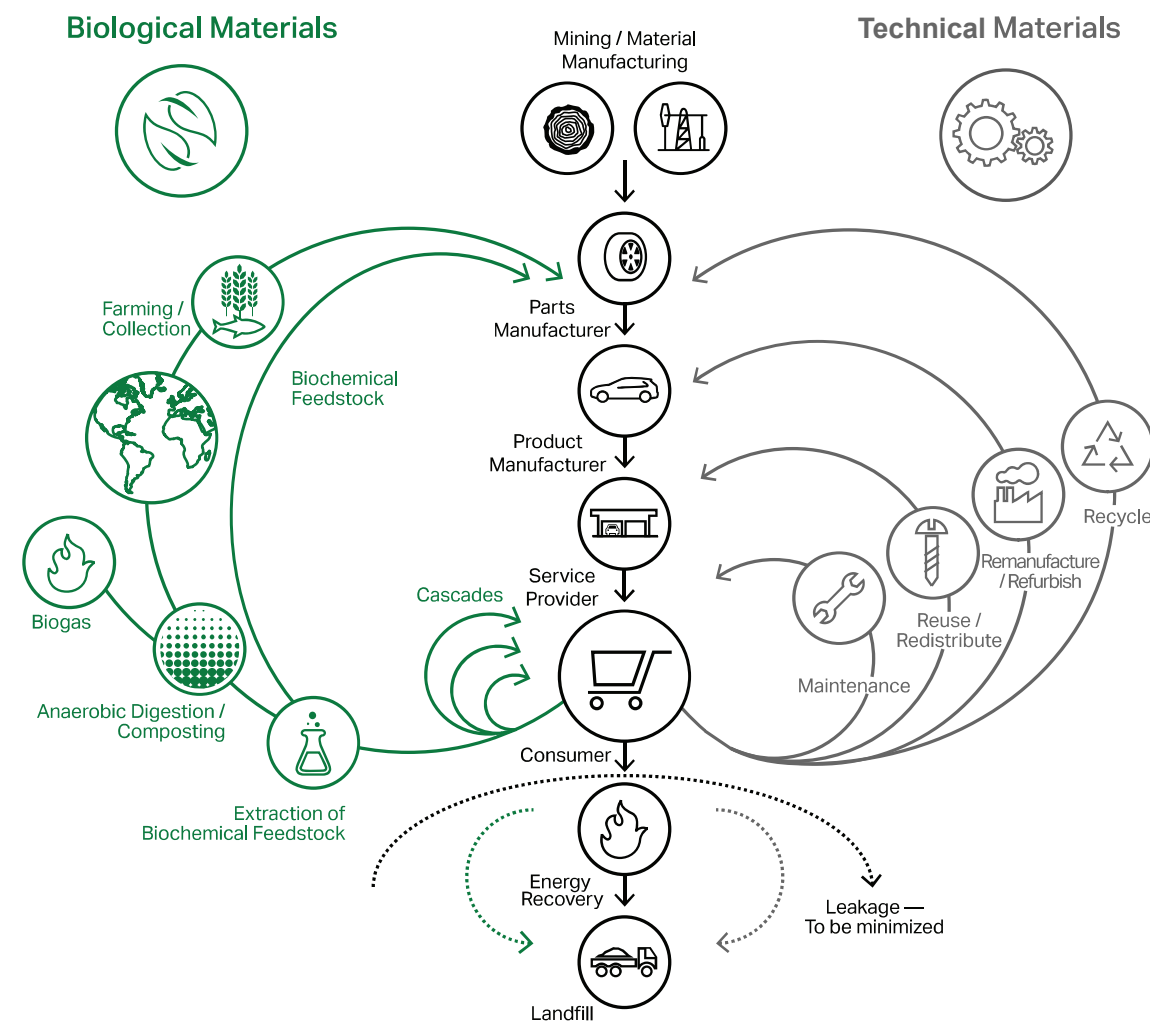 Biological Materials
Mining / Material
Manufacturing
Technical Materials
Farming /
Collection
Parts
Manufacturer
Biochemical
Feedstock
Product
Manufacturer
Recycle
Remanufacture
/ Refurbish
Service
Provider
Cascades
Biogas
Reuse /
Redistribute
Maintenance
Anaerobic Digestion /
Composting
Consumer
Extraction of
Biochemical Feedstock
Energy
Recovery
Leakage —
To be minimized
Landfill